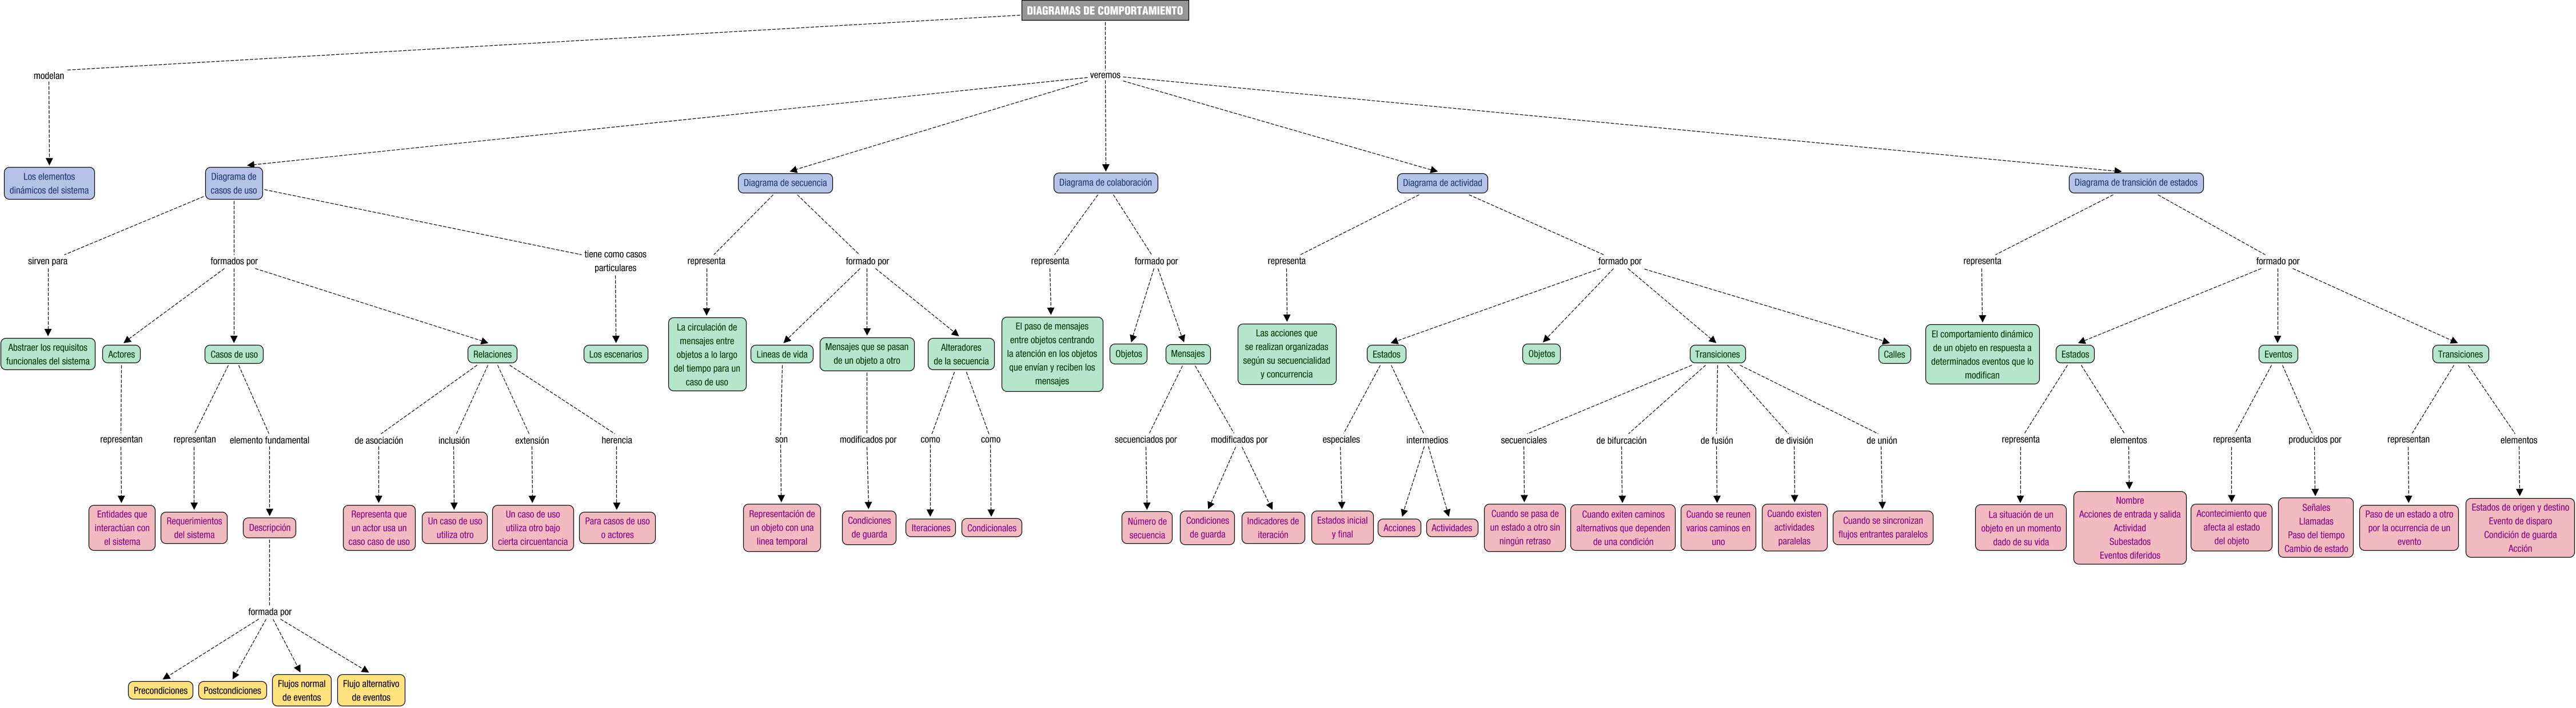 DIAGRAMAS DE COMPORTAMIENTO
modelan
veremos
Los elementos
dinámicos del sistema
Diagrama de
casos de uso
Diagrama de secuencia
Diagrama de colaboración
Diagrama de actividad
Diagrama de transición de estados
sirven para
formados por
tiene como casos
particulares
representa
formado por
representa
formado por
representa
formado por
representa
formado por
Abstraer los requisitos
funcionales del sistema
Actores
Casos de uso
Relaciones
Los escenarios
La circulación de
mensajes entre
objetos a lo largo
del tiempo para un
caso de uso
Lineas de vida
Mensajes que se pasan
de un objeto a otro
Alteradores
de la secuencia
El paso de mensajes
entre objetos centrando
la atención en los objetos
que envían y reciben los
mensajes
Objetos
Mensajes
Las acciones que
se realizan organizadas
según su secuencialidad
y concurrencia
Estados
Objetos
Transiciones
Calles
El comportamiento dinámico
de un objeto en respuesta a
determinados eventos que lo
modifican
Estados
Eventos
Transiciones
representan
representan
elemento fundamental
de asociación
inclusión
extensión
herencia
son
modificados por
como
como
secuenciados por
modificados por
especiales
intermedios
secuenciales
de bifurcación
de fusión
de división
de unión
representa
elementos
representa
producidos por
representan
elementos
Entidades que
interactúan con
el sistema
Requerimientos
del sistema
Descripción
Representa que
un actor usa un
caso caso de uso
Un caso de uso
utiliza otro
Un caso de uso
utiliza otro bajo
cierta circuentancia
Para casos de uso
o actores
Representación de
un objeto con una
linea temporal
Condiciones
de guarda
Iteraciones
Condicionales
Número de
secuencia
Condiciones
de guarda
Indicadores de
iteración
Estados inicial
y final
Acciones
Actividades
Cuando se pasa de
un estado a otro sin
ningún retraso
Cuando exiten caminos
alternativos que dependen
de una condición
Cuando se reunen
varios caminos en
uno
Cuando existen
actividades
paralelas
Cuando se sincronizan
flujos entrantes paralelos
La situación de un
objeto en un momento
dado de su vida
Nombre
Acciones de entrada y salida
Actividad
Subestados
Eventos diferidos
Acontecimiento que
afecta al estado
del objeto
Señales
Llamadas
Paso del tiempo
Cambio de estado
Paso de un estado a otro
por la ocurrencia de un
evento
Estados de origen y destino
Evento de disparo
Condición de guarda
Acción
formada por
Precondiciones
Postcondiciones
Flujos normal
de eventos
Flujo alternativo
de eventos